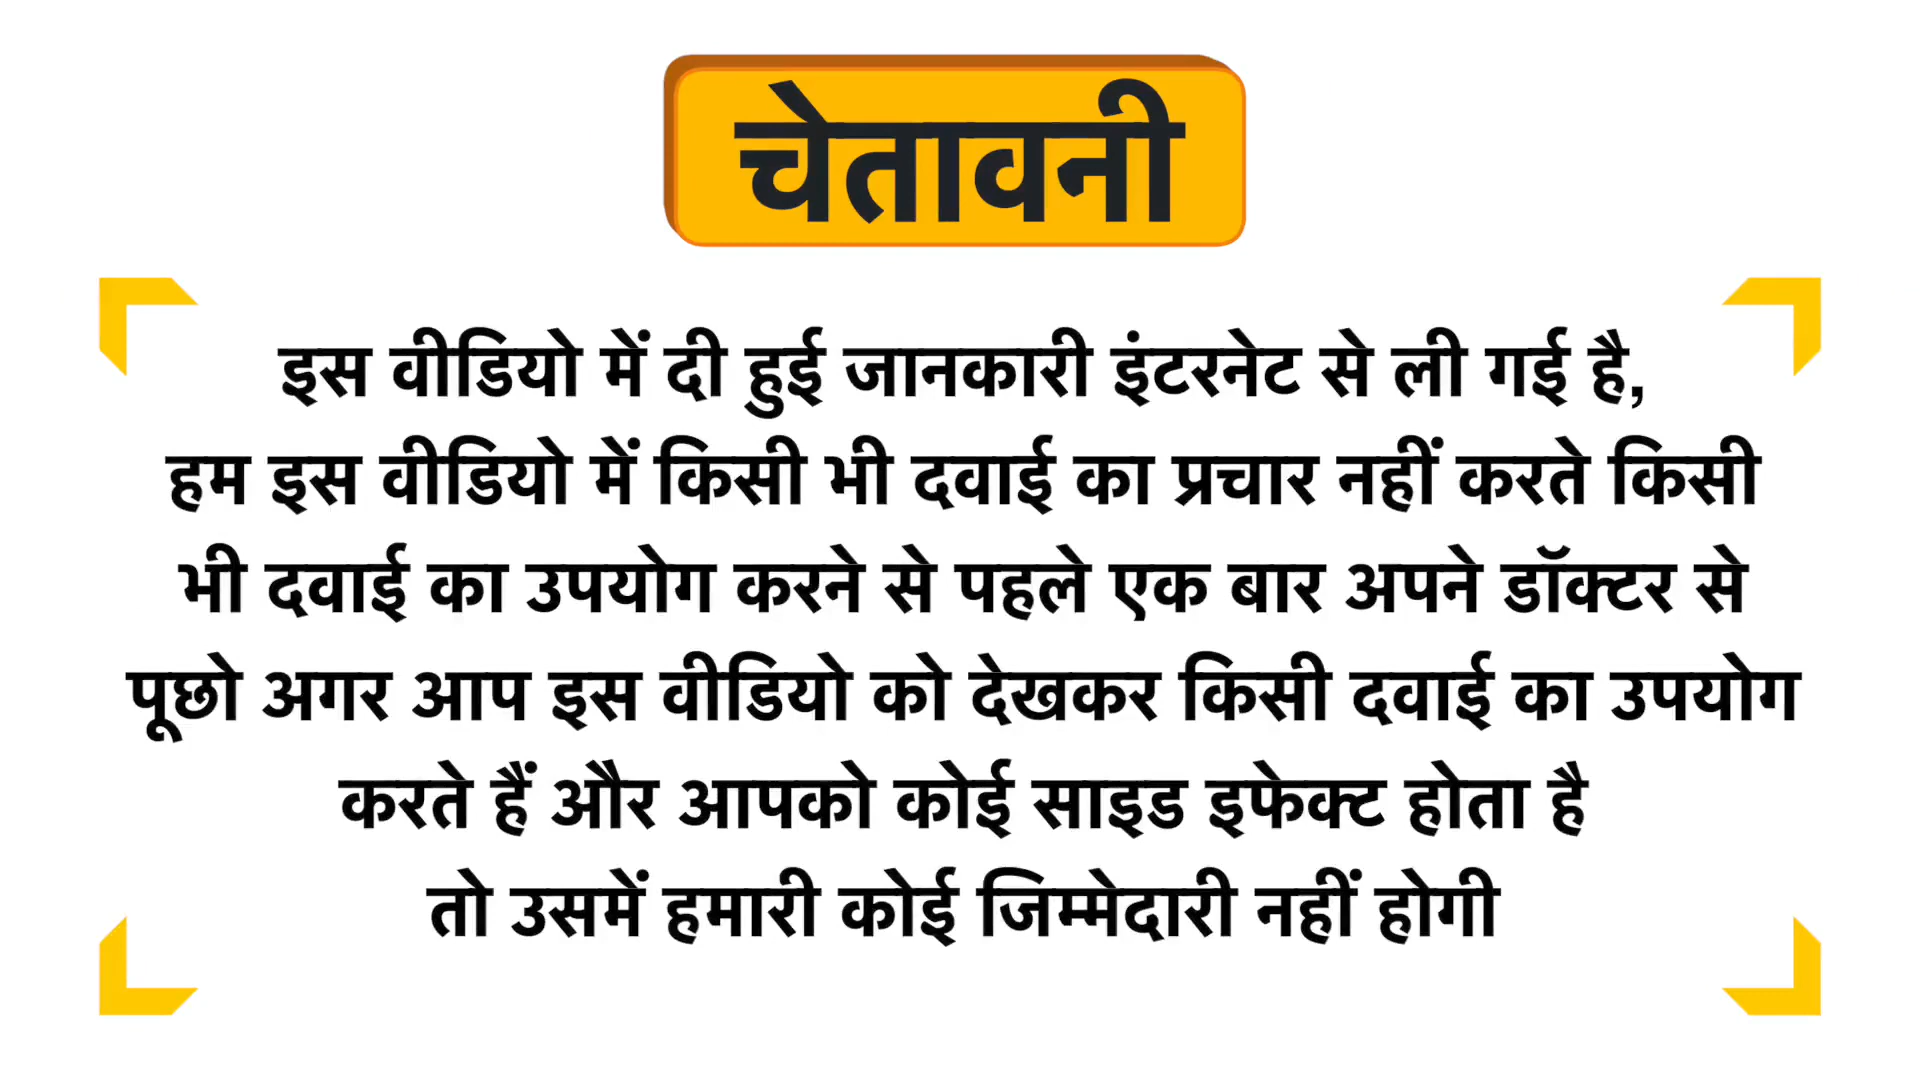 चेतावनी
इस वीडियो में दी हुई जानकारी इंटरनेट से ली गई है,
हम इस वीडियो में किसी भी दवाई का प्रचार नहीं करते किसी
भी दवाई का उपयोग करने से पहले एक बार अपने डॉक्टर से
पूछो अगर आप इस वीडियो को देखकर किसी दवाई का उपयोग
करते हैं और आपको कोई साइड इफेक्ट होता है
तो उसमें हमारी कोई जिम्मेदारी नहीं होगी